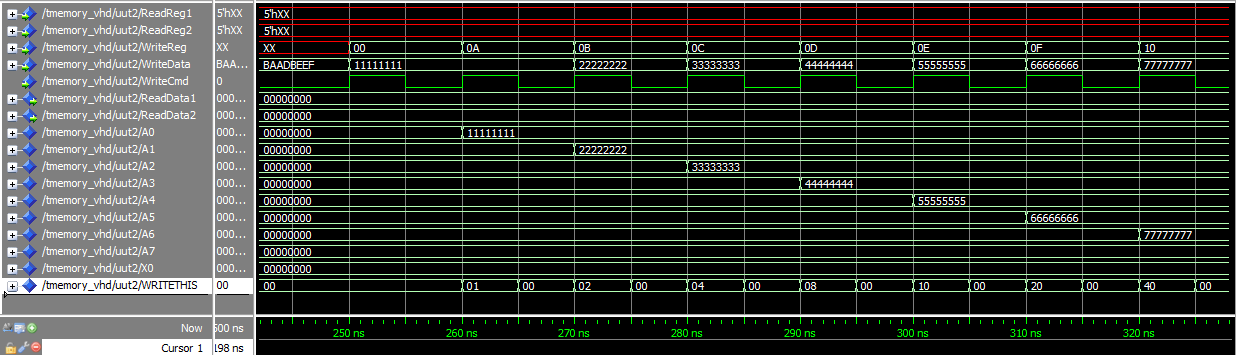 /tmemory_vhd/uut2/ReadReg1 5'hXX 5'hXX
/tmemory_vhd/uut2/ReadReg2 5'hXX 5'hXX
/tmemory_vhd/uut2/WriteReg XX XX 00 0A 0B 0C 0D 0E 0F 10
/tmemory_vhd/uut2/WriteData BAA... BAADBEEF 11111111 22222222 33333333 44444444 55555555 66666666 77777777
/tmemory_vhd/uut2/WriteCmd 0
/tmemory_vhd/uut2/ReadData1 000... 00000000
/tmemory_vhd/uut2/ReadData2 000... 00000000
/tmemory_vhd/uut2/A0 000... 00000000 11111111
/tmemory_vhd/uut2/A1 000... 00000000 22222222
/tmemory_vhd/uut2/A2 000... 00000000 33333333
/tmemory_vhd/uut2/A3 000... 00000000 44444444
/tmemory_vhd/uut2/A4 000... 00000000 55555555
/tmemory_vhd/uut2/A5 000... 00000000 66666666
/tmemory_vhd/uut2/A6 000... 00000000 77777777
/tmemory_vhd/uut2/A7 000... 00000000
/tmemory_vhd/uut2/X0 000... 00000000
/tmemory_vhd/uut2/WRITETHIS 00 00 01 00 02 00 04 00 08 00 10 00 20 00 40 00
Now 500 ns 250 ns 260 ns 270 ns 280 ns 290 ns 300 ns 310 ns 320 ns
Cursor 1 198 ns